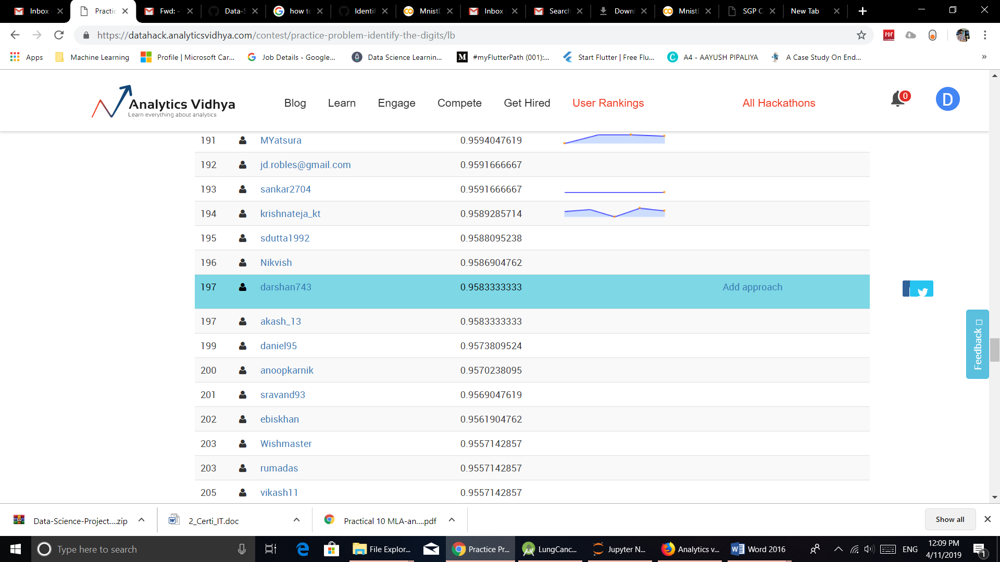 Inbox Practic Fwd: - Data-S how to Identif MnistD Inbox Search Downl MnistD SGP C New Tab
https://datahack.analyticsvidhya.com/contest/practice-problem-identify-the-digits/lb PDF
Apps Machine Learning Profile | Microsoft Car... Job Details - Google... Data Science Learnin... #myFlutterPath (001):... Start Flutter | Free Flu... A4 - AAYUSH PIPALIYA A Case Study On End... »
Analytics Vidhya
Learn everything about analytics
Blog Learn Engage Compete Get Hired User Rankings All Hackathons 0 D
191 MYatsura 0.9594047619
192 jd.robles@gmail.com 0.9591666667
193 sankar2704 0.9591666667
194 krishnateja_kt 0.9589285714
195 sdutta1992 0.9588095238
196 Nikvish 0.9586904762
197 darshan743 0.9583333333 Add approach
197 akash_13 0.9583333333
199 daniel95 0.9573809524
200 anoopkarnik 0.9570238095
201 sravand93 0.9569047619
202 ebiskhan 0.9561904762
203 Wishmaster 0.9557142857
203 rumadas 0.9557142857
205 vikash11 0.9557142857
Feedback
Data-Science-Project....zip 2_Certi_IT.doc Practical 10 MLA-an....pdf Show all
Type here to search File Explor... Practice Pr... LungCanc... Jupyter N... Analytics v... Word 2016 ENG 12:09 PM
4/11/2019 1